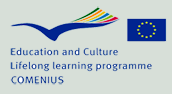 Education and Culture
Lifelong learning programme
COMENIUS